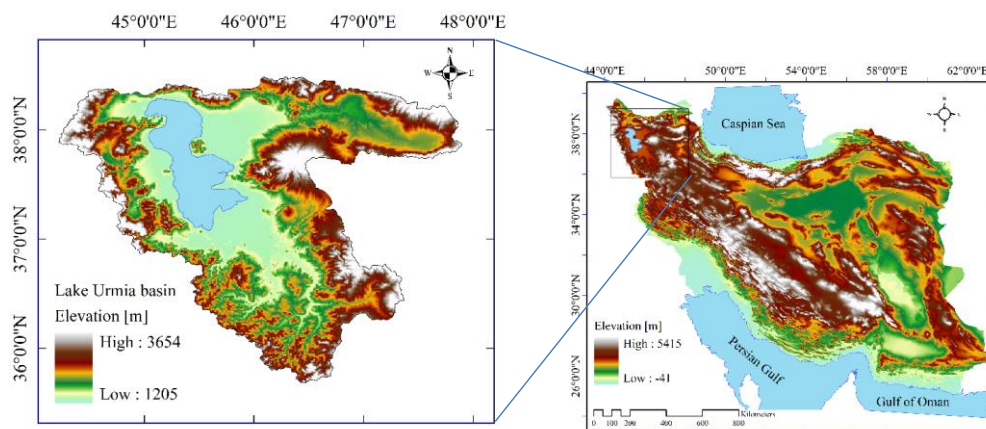 45°0'0"E 46°0'0"E 47°0'0"E 48°0'0"E
38°0'0"N
37°0'0"N
36°0'0"N
N
W E
S
Lake Urmia basin
Elevation [m]
High : 3654
Low : 1205
44°0'0"E 50°0'0"E 54°0'0"E 58°0'0"E 62°0'0"E
38°0'0"N
34°0'0"N
30°0'0"N
26°0'0"N
Caspian Sea
Elevation [m]
High : 5415
Low : -41
Persian Gulf
Gulf of Oman
Kilometers
0 100 200 400 600 800